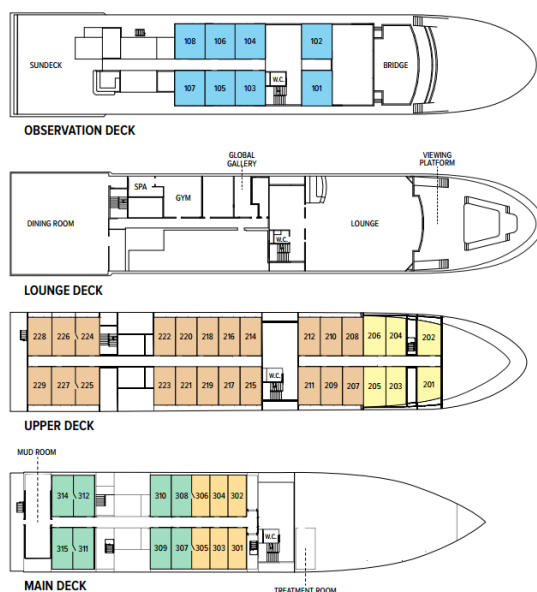 108 106 104 102
SUNDECK BRIDGE
W.C.
107 105 103 101
OBSERVATION DECK
GLOBAL
GALLERY
VIEWING
PLATFORM
SPA
GYM
DINING ROOM LOUNGE
W.C.
LOUNGE DECK
228 226 224 222 220 218 216 214 212 210 208 206 204 202
W.C.
229 227 225 223 221 219 217 215 211 209 207 205 203 201
UPPER DECK
MUD ROOM
314 312 310 308 306 304 302
W.C.
315 311 309 307 305 303 301
MAIN DECK
TREATMENT ROOM